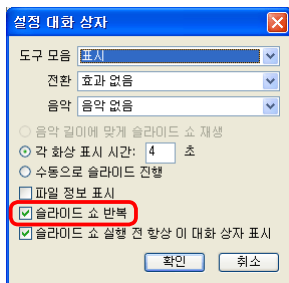 설정 대화 상자
도구 모음 표시
전환 효과 없음
음악 음악 없음
음악 길이에 맞게 슬라이드 쇼 재생
각 화상 표시 시간: 4 초
수동으로 슬라이드 진행
파일 정보 표시
슬라이드 쇼 반복
슬라이드 쇼 실행 전 항상 이 대화 상자 표시
확인 취소